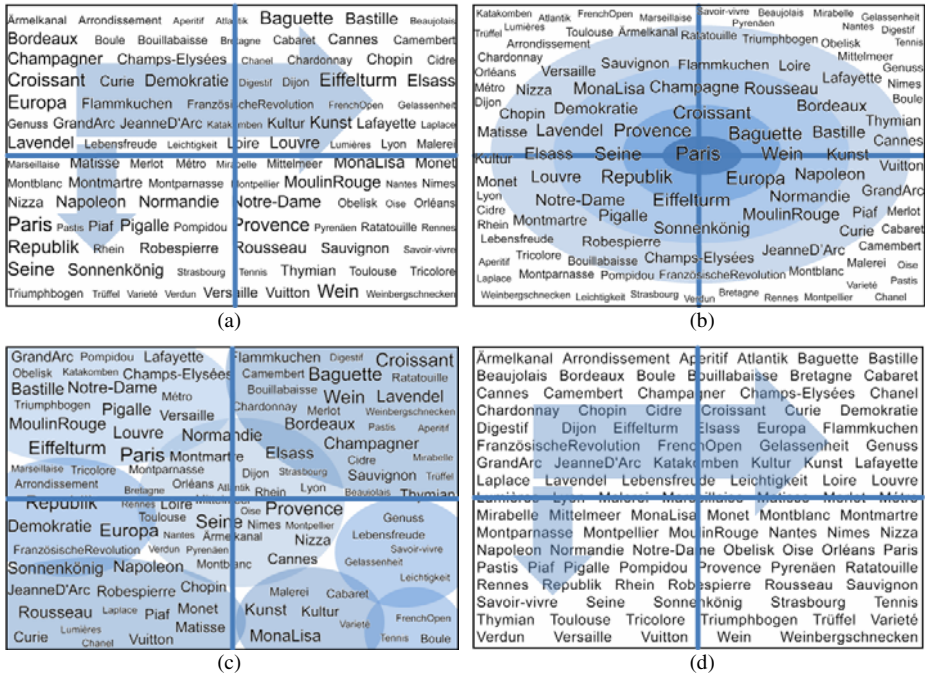 Ärmelkanal Arrondissement Aperitif Atlantik Baguette Bastille Beaujolais
Bordeaux Boule Bouillabaisse Bretagne Cabaret Cannes Camembert
Champagner Champs-Elysées Chanel Chardonnay Chopin Cidre
Croissant Curie Demokratie Digestif Dijon Eiffelturm Elsass
Europa Flammkuchen FranzösischeRevolution FrenchOpen Gelassenheit
Genuss GrandArc JeanneD'Arc Katakomben Kultur Kunst Lafayette Laplace
Lavendel Lebensfreude Leichtigkeit Loire Louvre Lumières Lyon Malerei
Marseillaise Matisse Merlot Métro Mirabelle Mittelmeer MonaLisa Monet
Montblanc Montmartre Montparnasse Montpellier MoulinRouge Nantes Nimes
Nizza Napoleon Normandie Notre-Dame Obelisk Oise Orléans
Paris Pastis Piaf Pigalle Pompidou Provence Pyrenäen Ratatouille Rennes
Republik Rhein Robespierre Rousseau Sauvignon Savoir-vivre
Seine Sonnenkönig Strasbourg Tennis Thymian Toulouse Tricolore
Triumphbogen Trüffel Varieté Verdun Versaille Vuitton Wein Weinbergschnecken
(a)
Katakomben Atlantik FrenchOpen Marseillaise Savoir-vivre Beaujolais Mirabelle Gelassenheit
Lumières Pyrenäen Nantes
Trüffel Toulouse Ärmelkanal Ratatouille Triumphbogen Obelisk Digestif
Arrondissement Tennis
Chardonnay Sauvignon Flammkuchen Loire Mittelmeer Genuss
Orléans Versaille Lafayette
Métro Nizza MonaLisa Champagne Rousseau Nimes
Dijon Boule
Chopin Demokratie Croissant Bordeaux Thymian
Matisse Lavendel Provence Baguette Bastille Cannes
Kultur Elsass Seine Paris Wein Kunst
Vuitton
Monet Louvre Republik Europa Napoleon
Lyon Notre-Dame Eiffelturm Normandie GrandArc
Cidre
Rhein Montmartre Pigalle MoulinRouge Piaf Merlot
Lebensfreude Sonnenkönig Curie Cabaret
Robespierre JeanneD'Arc Camembert
Aperitif Tricolore Bouillabaisse Champs-Elysées Malerei Oise
Laplace Montparnasse Pompidou FranzösischeRevolution Montblanc Pastis
Varieté
Weinbergschnecken Leichtigkeit Strasbourg Verdun Bretagne Rennes Montpellier Chanel
(b)
GrandArc Pompidou Lafayette Flammkuchen Digestif Croissant
Obelisk Katakomben Champs-Elysées Camembert Baguette Ratatouille
Bastille Notre-Dame Bouillabaisse Wein Lavendel
Triumphbogen Métro Chardonnay
Pigalle Versaille Merlot Weinbergschnecken
MoulinRouge Bordeaux Pastis Aperitif
Louvre Normandie
Eiffelturm Elsass Champagner
Paris Montmartre Cidre Mirabelle
Marseillaise Tricolore Montparnasse Dijon Strasbourg Sauvignon Trüffel
Arrondissement Orléans Atlantik Rhein Lyon Beaujolais Thymian
Bretagne
Republik Rennes Loire Mittelmeer Oise Provence Genuss
Demokratie Europa Toulouse Seine Nimes Montpellier
Nantes Ärmelkanal Nizza Lebensfreude
FranzösischeRevolution Verdun Pyrenäen Savoir-vivre
Sonnenkönig Napoleon Montblanc Cannes Gelassenheit
Leichtigkeit
JeanneD'Arc Robespierre Chopin Malerei Cabaret
Rousseau Laplace Piaf Monet Kunst Kultur
Varieté FrenchOpen
Lumières Matisse
Curie Chanel Vuitton MonaLisa Tennis Boule
(c)
Ärmelkanal Arrondissement Aperitif Atlantik Baguette Bastille
Beaujolais Bordeaux Boule Bouillabaisse Bretagne Cabaret
Cannes Camembert Champagner Champs-Elysées Chanel
Chardonnay Chopin Cidre Croissant Curie Demokratie
Digestif Dijon Eiffelturm Elsass Europa Flammkuchen
FranzösischeRevolution FrenchOpen Gelassenheit Genuss
GrandArc JeanneD'Arc Katakomben Kultur Kunst Lafayette
Laplace Lavendel Lebensfreude Leichtigkeit Loire Louvre
Lumières Lyon Malerei Marseillaise Matisse Merlot Métro
Mirabelle Mittelmeer MonaLisa Monet Montblanc Montmartre
Montparnasse Montpellier MoulinRouge Nantes Nimes Nizza
Napoleon Normandie Notre-Dame Obelisk Oise Orléans Paris
Pastis Piaf Pigalle Pompidou Provence Pyrenäen Ratatouille
Rennes Republik Rhein Robespierre Rousseau Sauvignon
Savoir-vivre Seine Sonnenkönig Strasbourg Tennis
Thymian Toulouse Tricolore Triumphbogen Trüffel Varieté
Verdun Versaille Vuitton Wein Weinbergschnecken
(d)